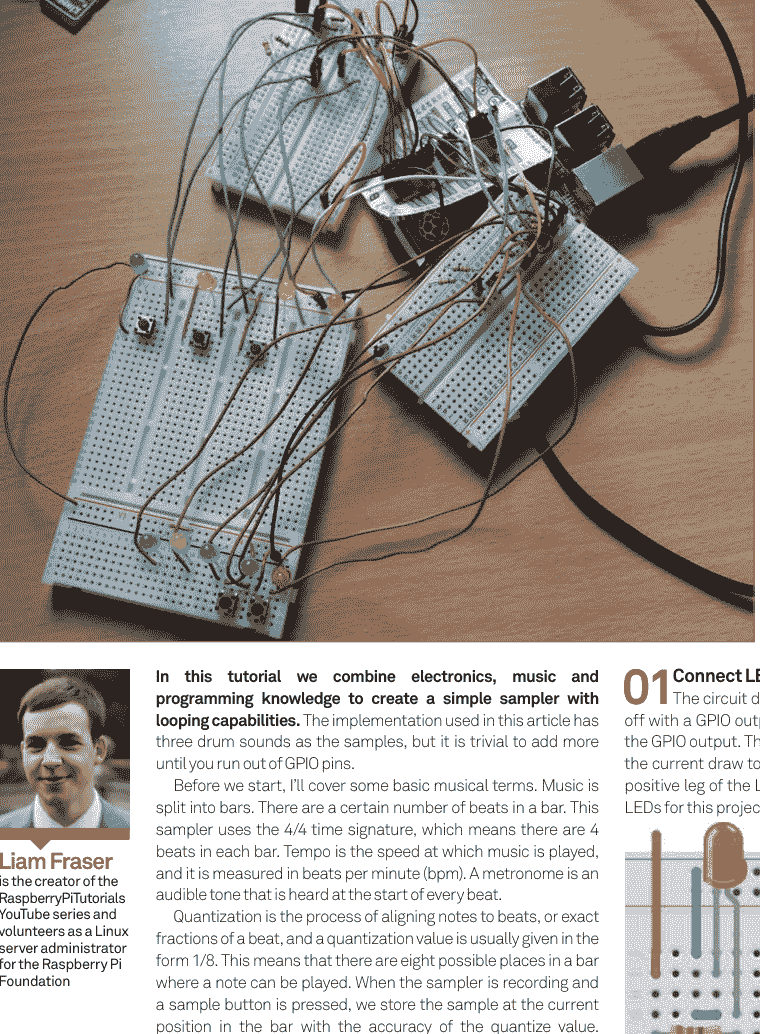 In this tutorial we combine electronics, music and
programming knowledge to create a simple sampler with
looping capabilities. The implementation used in this article has
three drum sounds as the samples, but it is trivial to add more
until you run out of GPIO pins.
Before we start, I'll cover some basic musical terms. Music is
split into bars. There are a certain number of beats in a bar. This
sampler uses the 4/4 time signature, which means there are 4
beats in each bar. Tempo is the speed at which music is played,
and it is measured in beats per minute (bpm). A metronome is an
audible tone that is heard at the start of every beat.
Quantization is the process of aligning notes to beats, or exact
fractions of a beat, and a quantization value is usually given in the
form 1/8. This means that there are eight possible places in a bar
where a note can be played. When the sampler is recording and
a sample button is pressed, we store the sample at the current
position in the bar with the accuracy of the quantize value.
Liam Fraser
is the creator of the
RaspberryPiTutorials
YouTube series and
volunteers as a Linux
server administrator
for the Raspberry Pi
Foundation
01 Connect LE
The circuit d
off with a GPIO outp
the GPIO output. Th
the current draw to
positive leg of the L
LEDs for this projec